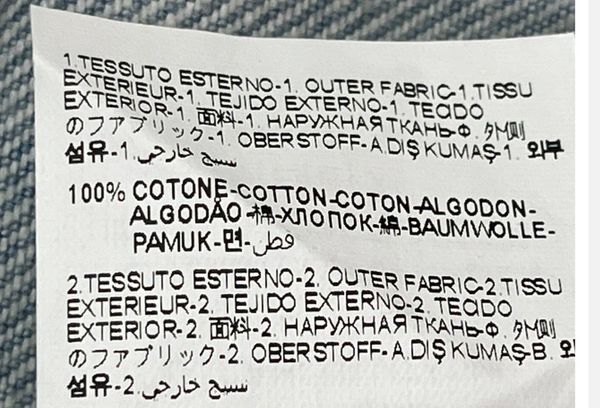 1.TESSUTO ESTERNO-1. OUTER FABRIC-1.TISSU
EXTERIEUR-1. TEJIDO EXTERNO-1. TECIDO
EXTERIOR-1. 面料-1. НАРУЖНАЯ ТКАНЬ-Ф. 外側
のファブリック-1. OBERSTOFF-A.DIŞ KUMAŞ-1. 외부
섬유-1. نسيج خارجي
100% COTONE-COTTON-COTON-ALGODON-
ALGODÃO-棉-ХЛОПОК-綿-BAUMWOLLE-
PAMUK-면-قطن
2.TESSUTO ESTERNO-2. OUTER FABRIC-2.TISSU
EXTERIEUR-2. TEJIDO EXTERNO-2. TECIDO
EXTERIOR-2. 面料-2. НАРУЖНАЯ ТКАНЬ-Ф. 外側
のファブリック-2. OBERSTOFF-A.DIŞ KUMAŞ-B.
섬유-2. نسيج خارجي